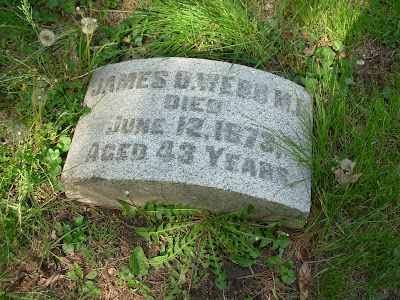 JAMES D. WEBB M.
DIED
JUNE 12, 1873,
AGED 43 YEARS